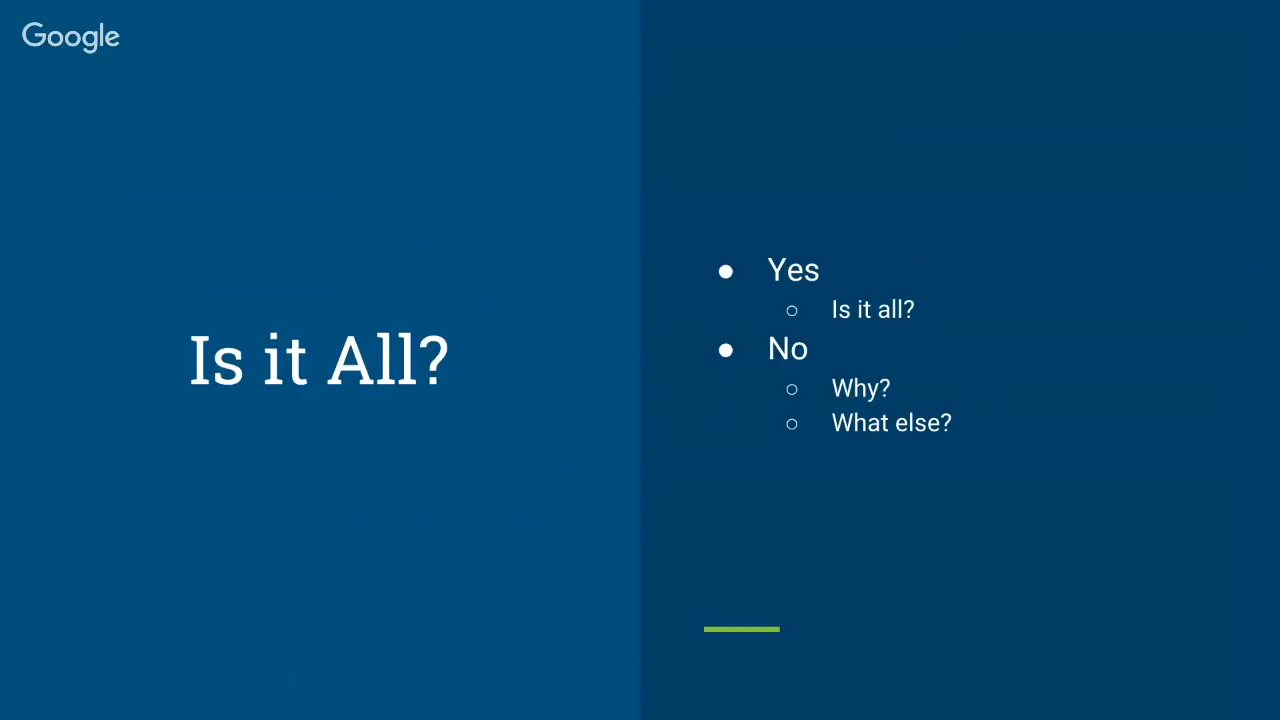 Google
Is it All?
● Yes
○ Is it all?
● No
○ Why?
○ What else?